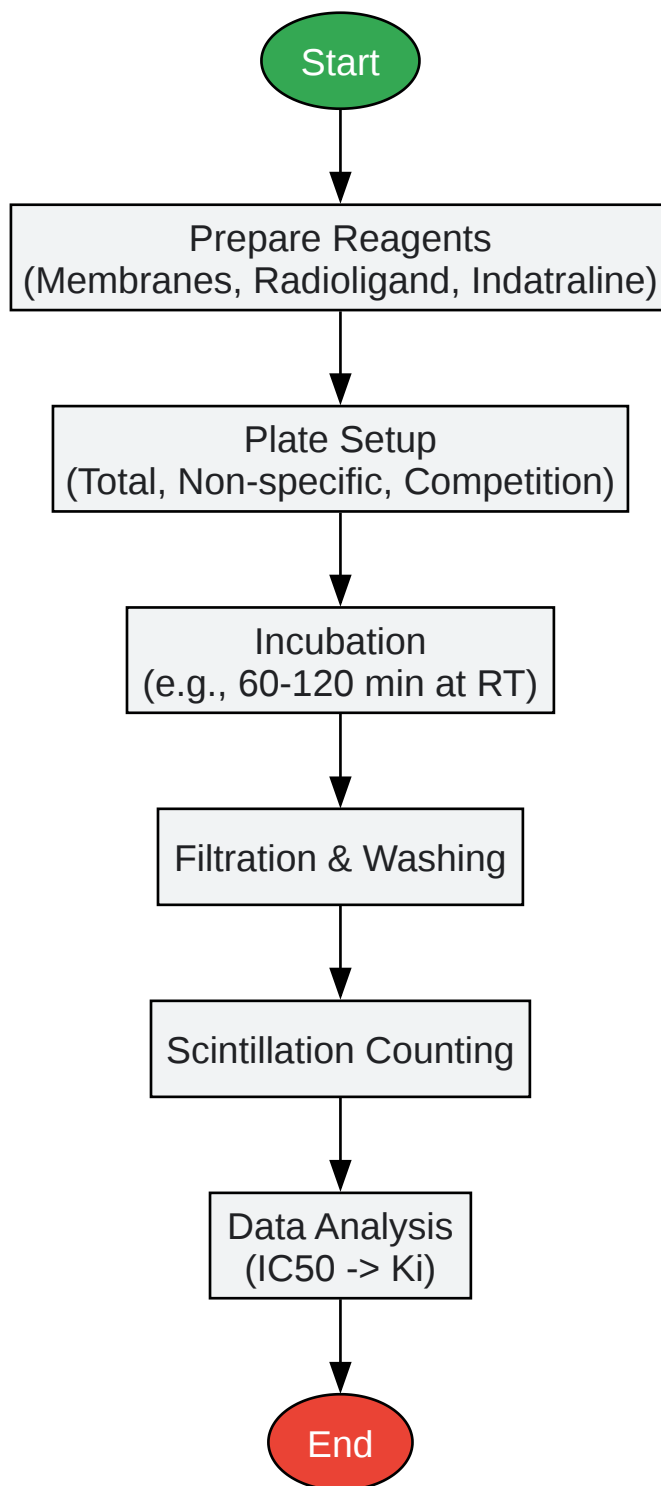 Start
Prepare Reagents
(Membranes, Radioligand, Indatraline)
Plate Setup
(Total, Non-specific, Competition)
Incubation
(e.g., 60-120 min at RT)
Filtration & Washing
Scintillation Counting
Data Analysis
(IC50 -> Ki)
End